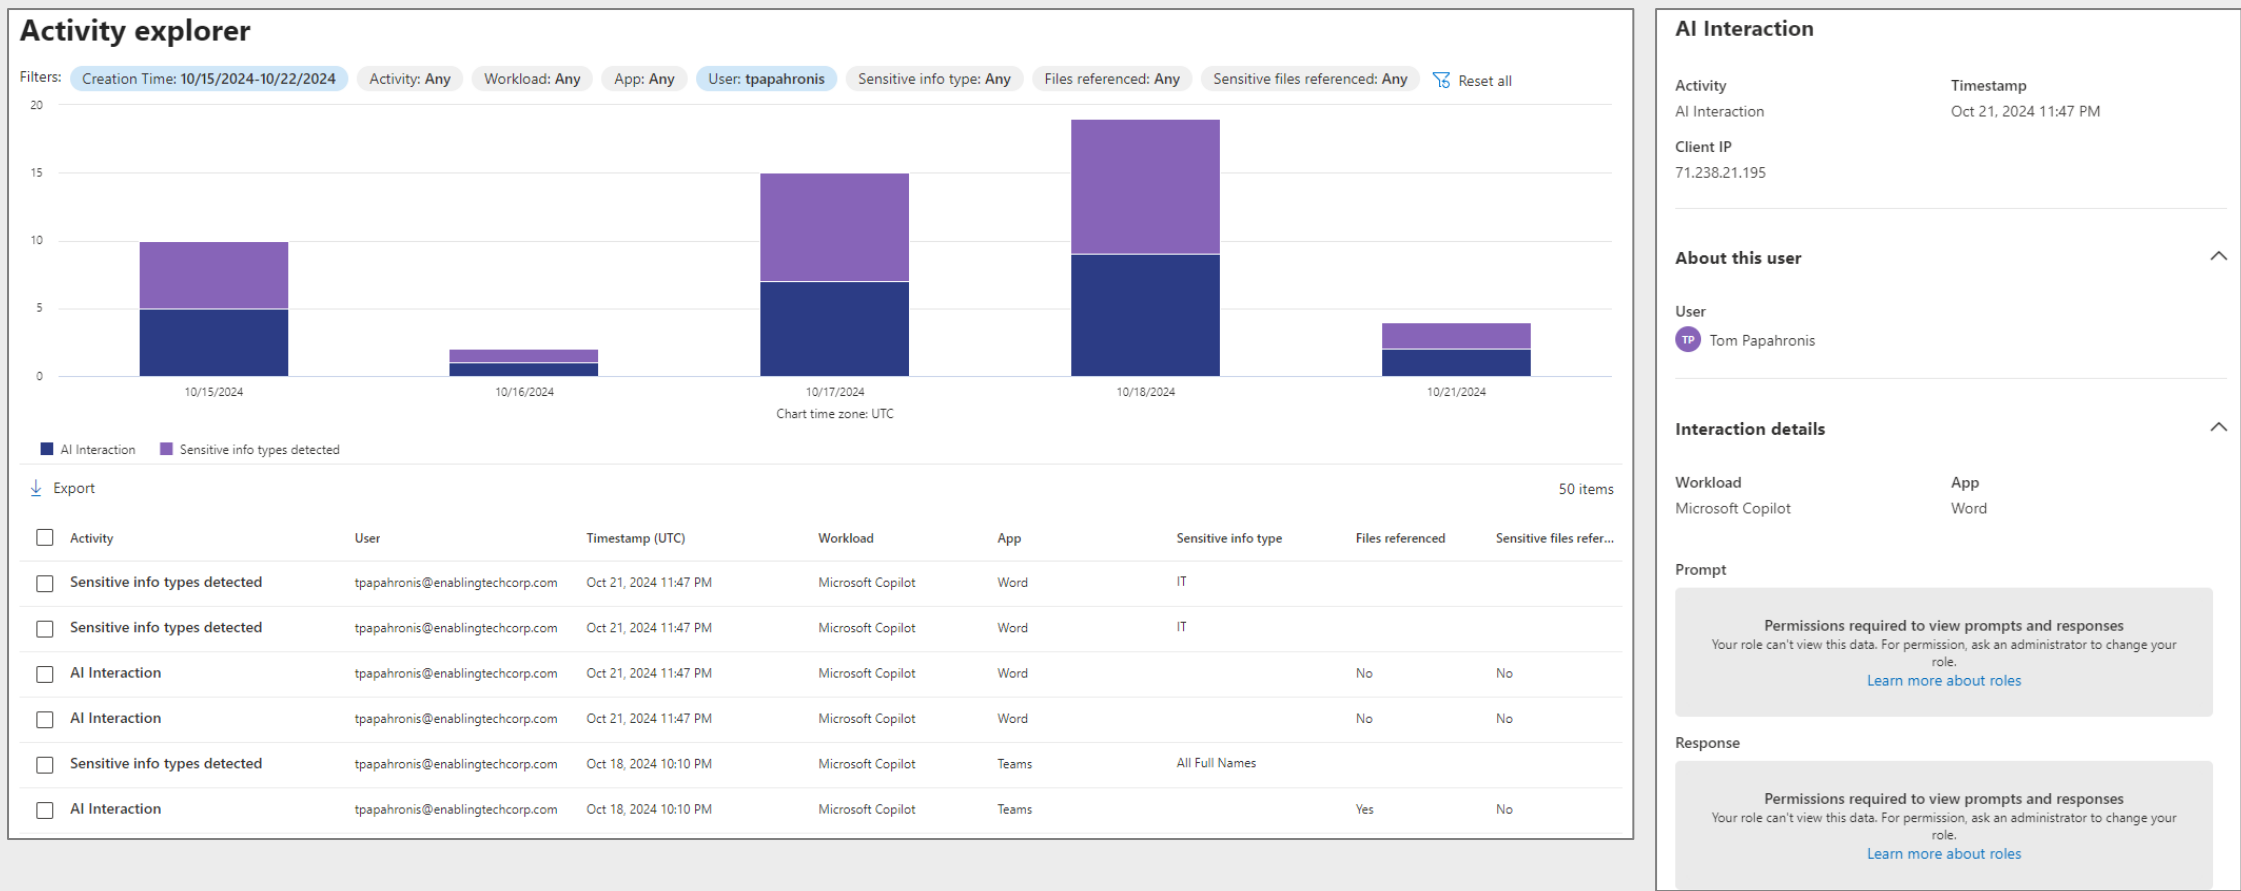 Activity explorer
Filters: Creation Time: 10/15/2024-10/22/2024 Activity: Any Workload: Any App: Any User: tpapahronis Sensitive info type: Any Files referenced: Any Sensitive files referenced: Any Reset all
20
15
10
5
0
10/15/2024 10/16/2024 10/17/2024 10/18/2024 10/21/2024
Chart time zone: UTC
AI Interaction Sensitive info types detected
Export 50 items
Activity User Timestamp (UTC) Workload App Sensitive info type Files referenced Sensitive files refer...
Sensitive info types detected tpapahronis@enablingtechcorp.com Oct 21, 2024 11:47 PM Microsoft Copilot Word IT
Sensitive info types detected tpapahronis@enablingtechcorp.com Oct 21, 2024 11:47 PM Microsoft Copilot Word IT
AI Interaction tpapahronis@enablingtechcorp.com Oct 21, 2024 11:47 PM Microsoft Copilot Word No No
AI Interaction tpapahronis@enablingtechcorp.com Oct 21, 2024 11:47 PM Microsoft Copilot Word No No
Sensitive info types detected tpapahronis@enablingtechcorp.com Oct 18, 2024 10:10 PM Microsoft Copilot Teams All Full Names
AI Interaction tpapahronis@enablingtechcorp.com Oct 18, 2024 10:10 PM Microsoft Copilot Teams Yes No
AI Interaction
Activity Timestamp
AI Interaction Oct 21, 2024 11:47 PM
Client IP
71.238.21.195
About this user
User
TP Tom Papahronis
Interaction details
Workload App
Microsoft Copilot Word
Prompt
Permissions required to view prompts and responses
Your role can't view this data. For permission, ask an administrator to change your
role.
Learn more about roles
Response
Permissions required to view prompts and responses
Your role can't view this data. For permission, ask an administrator to change your
role.
Learn more about roles